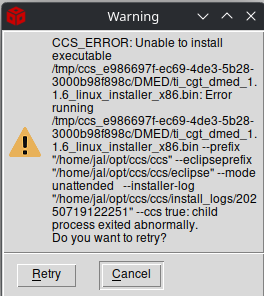 Warning
CCS_ERROR: Unable to install
executable
/tmp/ccs_e986697f-ec69-4de3-5b28-
3000b98f898c/DMED/ti_cgt_dmed_1.
1.6_linux_installer_x86.bin: Error
running
/tmp/ccs_e986697f-ec69-4de3-5b28-
3000b98f898c/DMED/ti_cgt_dmed_1.
1.6_linux_installer_x86.bin --prefix
"/home/jal/opt/ccs/ccs" --eclipseprefix
"/home/jal/opt/ccs/ccs/eclipse" --mode
unattended   --installer-log
"/home/jal/opt/ccs/ccs/install_logs/202
50719122251" --ccs true: child
process exited abnormally.
Do you want to retry?
Retry
Cancel